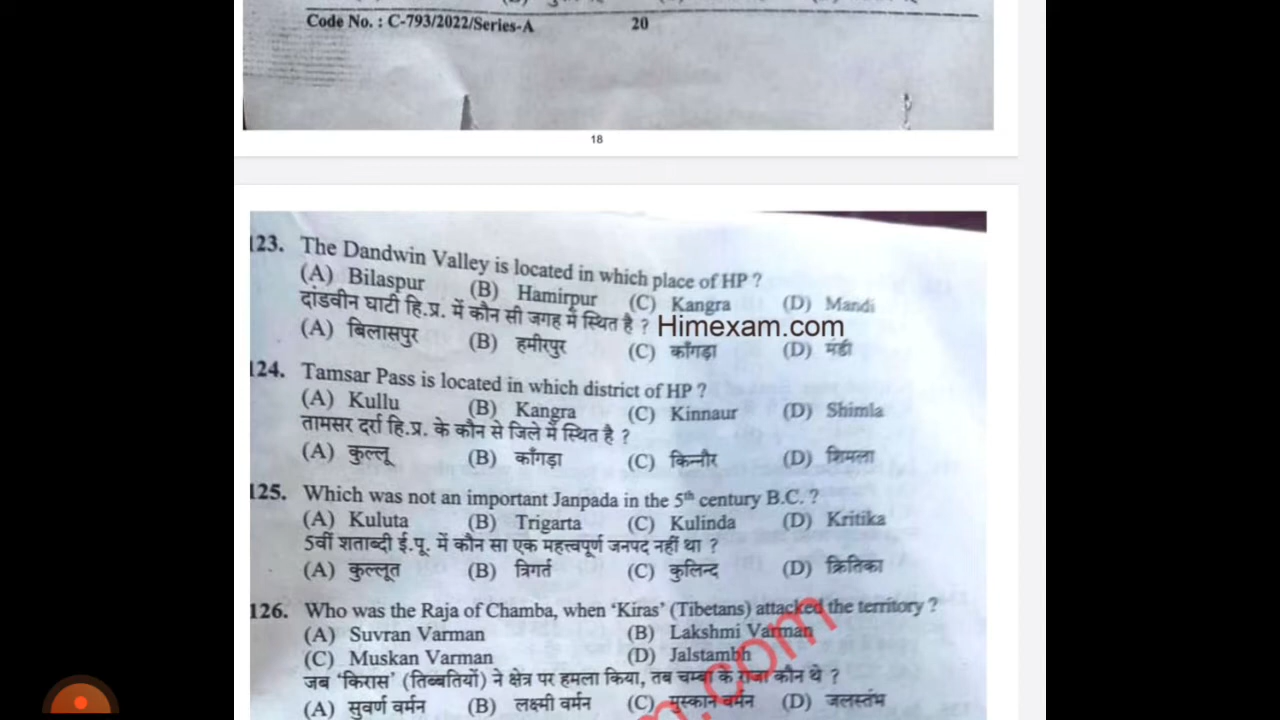 Code No. : C-793/2022/Series-A 20
18
123. The Dandwin Valley is located in which place of HP ?
(A) Bilaspur (B) Hamirpur (C) Kangra (D) Mandi
दांडवीन घाटी हि.प्र. में कौन सी जगह में स्थित है ? Himexam.com
(A) बिलासपुर (B) हमीरपुर (C) काँगड़ा (D) मंडी
124. Tamsar Pass is located in which district of HP ?
(A) Kullu (B) Kangra (C) Kinnaur (D) Shimla
तामसर दर्रा हि.प्र. के कौन से जिले में स्थित है ?
(A) कुल्लू (B) काँगड़ा (C) किन्नौर (D) शिमला
125. Which was not an important Janpada in the 5th century B.C. ?
(A) Kuluta (B) Trigarta (C) Kulinda (D) Kritika
5वीं शताब्दी ई.पू. में कौन सा एक महत्त्वपूर्ण जनपद नहीं था ?
(A) कुल्लूत (B) त्रिगर्त (C) कुलिन्द (D) क्रितिका
126. Who was the Raja of Chamba, when ‘Kiras’ (Tibetans) attacked the territory ?
(A) Suvran Varman (B) Lakshmi Varman
(C) Muskan Varman (D) Jalstambh
जब ‘किरास’ (तिब्बतियों) ने क्षेत्र पर हमला किया, तब चम्बा के राजा कौन थे ?
(A) सुवर्ण वर्मन (B) लक्ष्मी वर्मन (C) मुस्कान वर्मन (D) जलस्तंभ
m.com